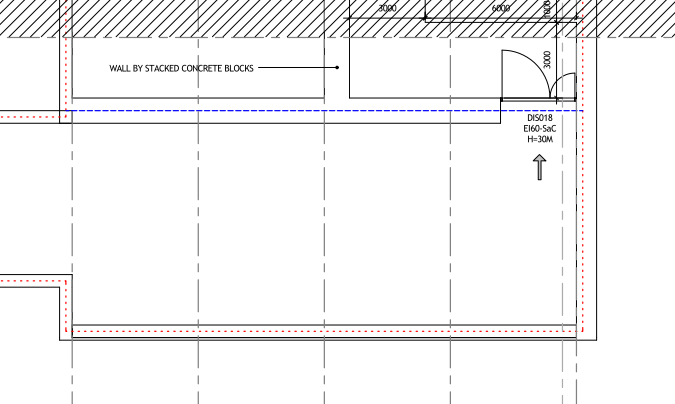 3000
6000
1800
3000
WALL BY STACKED CONCRETE BLOCKS
DIS018
EI60-SaC
H=30M